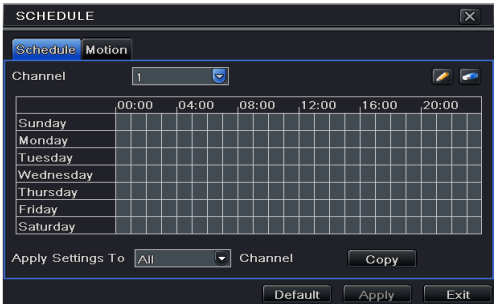 SCHEDULE
Schedule Motion
Channel 1
00:00 04:00 08:00 12:00 16:00 20:00
Sunday
Monday
Tuesday
Wednesday
Thursday
Friday
Saturday
Apply Settings To All Channel Copy
Default Apply Exit